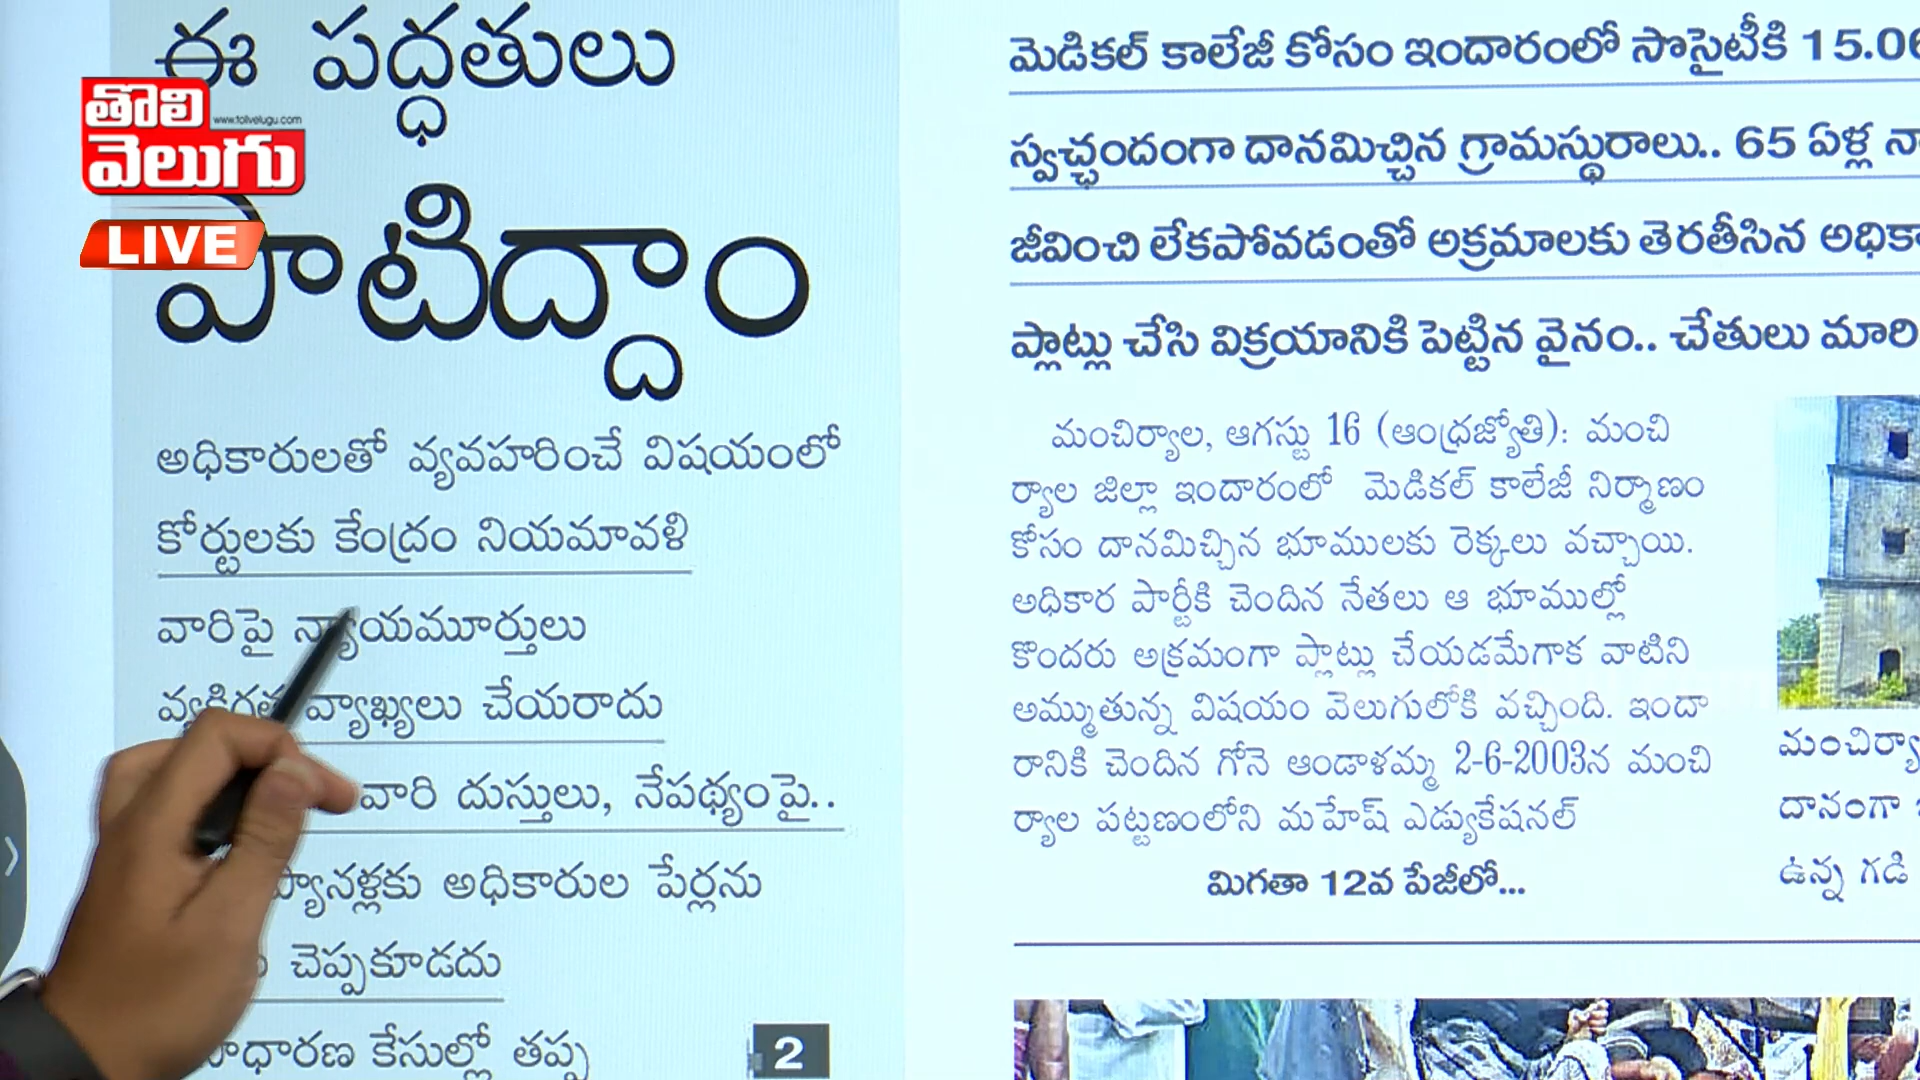 ఈ పద్ధతులు
తొలి
వెలుగు
www.tolivelugu.com
LIVE
పాటిద్దాం
అధికారులతో వ్యవహరించే విషయంలో
కోర్టులకు కేంద్రం నియమావళి
వారిపై న్యాయమూర్తులు
వ్యక్తిగత వ్యాఖ్యలు చేయరాదు
వారి దుస్తులు, నేపథ్యంపై..
అధికారుల పేర్లను
చెప్పకూడదు
కేసుల్లో తప్ప
2
మెడికల్ కాలేజీ కోసం ఇందారంలో సొసైటీకి 15.06
స్వచ్ఛందంగా దానమిచ్చిన గ్రామస్థురాలు.. 65 ఏళ్ల
జీవించి లేకపోవడంతో అక్రమాలకు తెరతీసిన
ప్లాట్లు చేసి విక్రయానికి పెట్టిన వైనం.. చేతులు మారి
మంచిర్యాల, ఆగస్టు 16 (ఆంధ్రజ్యోతి): మంచి
ర్యాల జిల్లా ఇందారంలో మెడికల్ కాలేజీ నిర్మాణం
కోసం దానమిచ్చిన భూములకు రెక్కలు వచ్చాయి.
అధికార పార్టీకి చెందిన నేతలు ఆ భూముల్లో
కొందరు అక్రమంగా ప్లాట్లు చేయడమేగాక వాటిని
అమ్ముతున్న విషయం వెలుగులోకి వచ్చింది. ఇందా
రానికి చెందిన గోనె ఆండాళమ్మ 2-6-2003న మంచి
ర్యాల పట్టణంలోని మహేష్ ఎడ్యుకేషనల్
మిగతా 12వ పేజీలో...
దానంగా
ఉన్న గడి